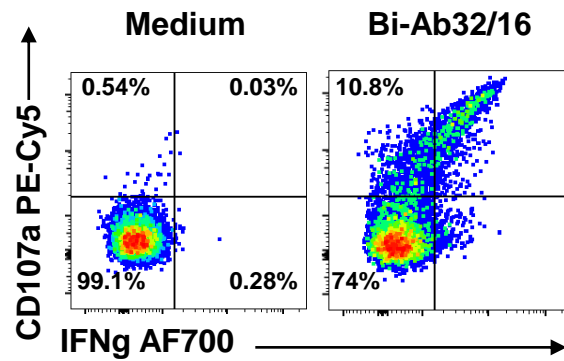 Medium
Bi-Ab32/16
0.54%
0.03%
10.8%
99.1%
0.28%
74%
CD107a PE-Cy5
IFNg AF700